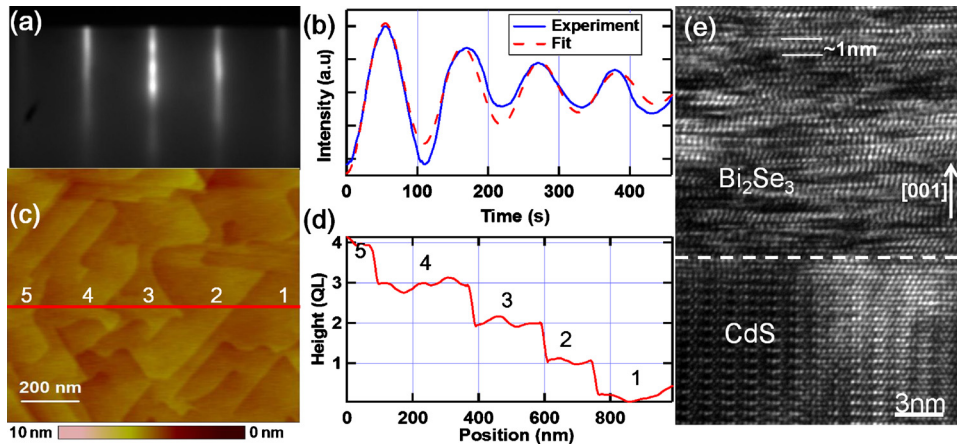 (a)
(b)
Experiment
Fit
Intensity (a.u)
0
100
200
300
400
Time (s)
(c)
5
4
3
2
1
200 nm
10 nm
0 nm
(d)
4
3
2
1
Height (QL)
5
4
3
2
1
0
200
400
600
800
Position (nm)
(e)
~1nm
Bi₂Se₃
[001]
CdS
3nm